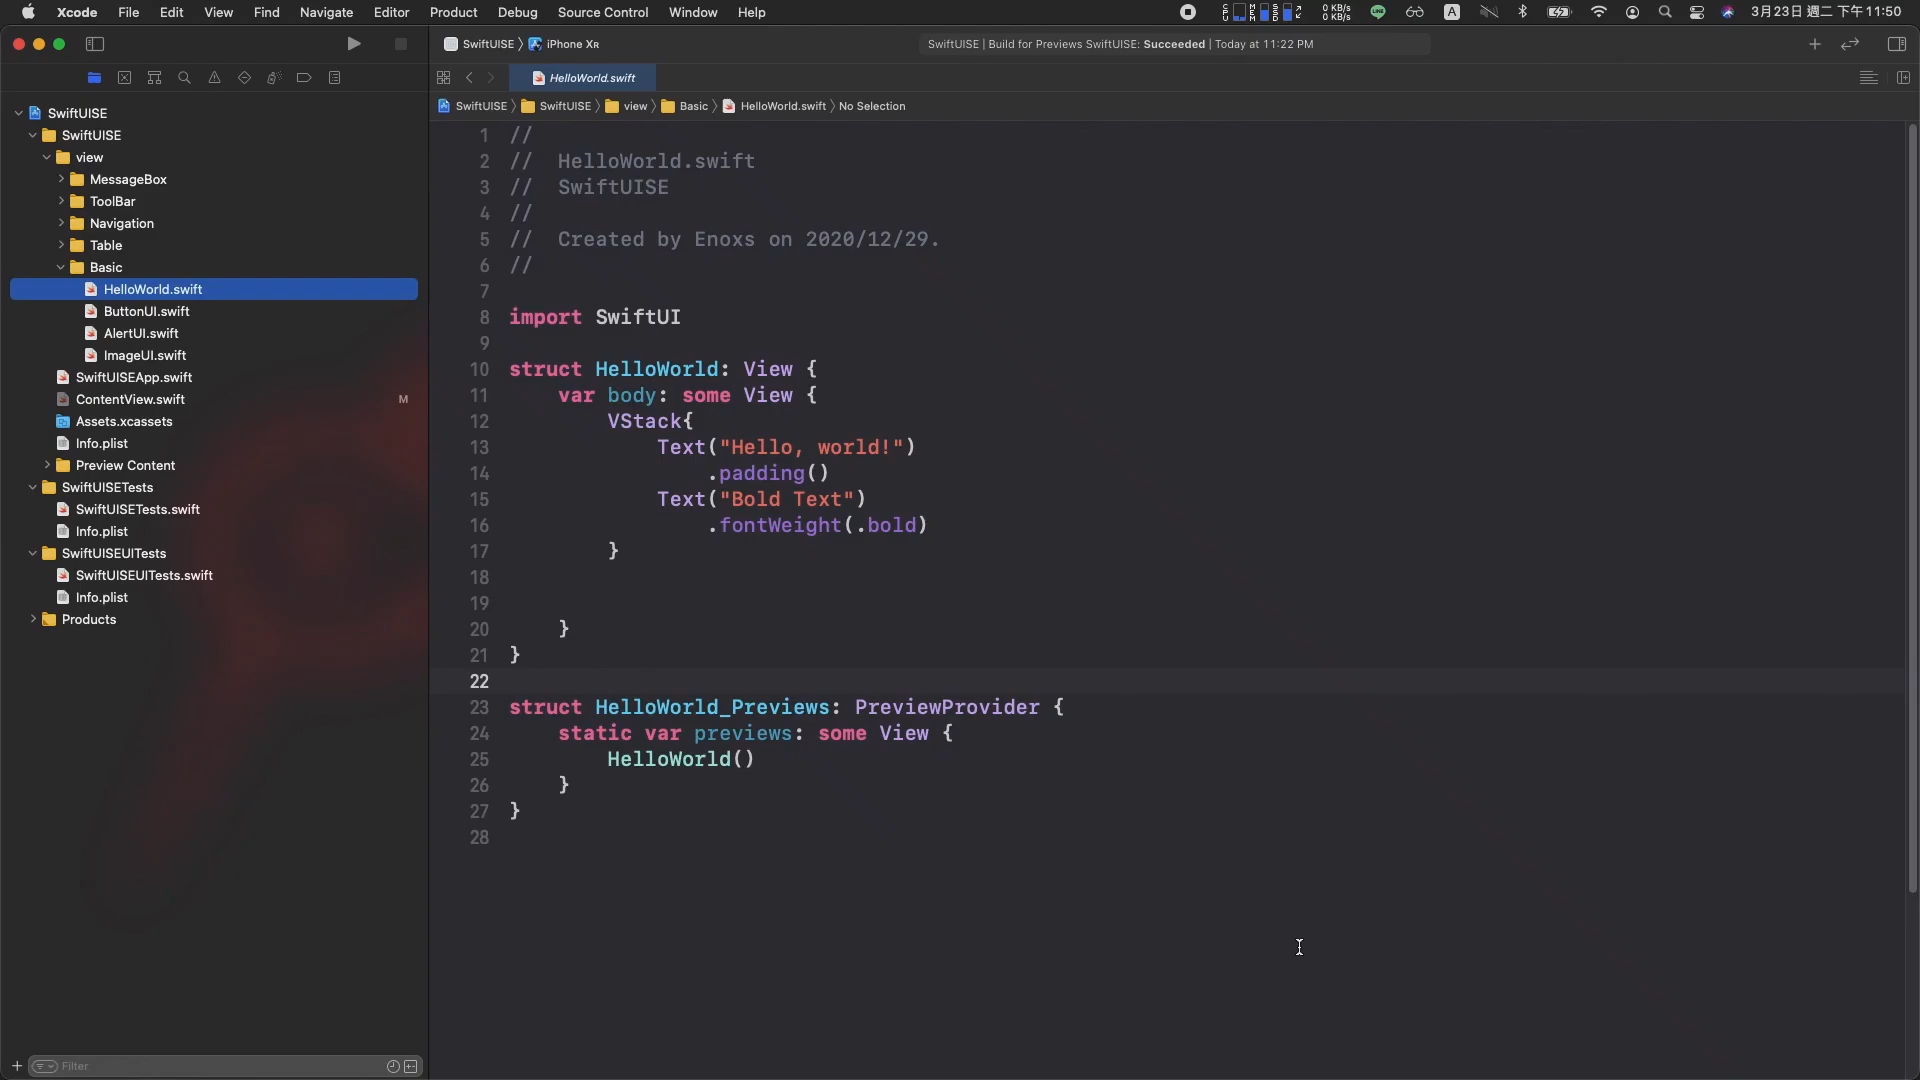 Xcode File Edit View Find Navigate Editor Product Debug Source Control Window Help
CPU MEM SSD 0 KB/s 0 KB/s LINE A 3月23日 週二 下午11:50
SwiftUISE 〉 iPhone Xʀ
SwiftUISE | Build for Previews SwiftUISE: Succeeded | Today at 11:22 PM
HelloWorld.swift
SwiftUISE 〉 SwiftUISE 〉 view 〉 Basic 〉 HelloWorld.swift 〉 No Selection
SwiftUISE
SwiftUISE
view
MessageBox
ToolBar
Navigation
Table
Basic
HelloWorld.swift
ButtonUI.swift
AlertUI.swift
ImageUI.swift
SwiftUISEApp.swift
ContentView.swift M
Assets.xcassets
Info.plist
Preview Content
SwiftUISETests
SwiftUISETests.swift
Info.plist
SwiftUISEUITests
SwiftUISEUITests.swift
Info.plist
Products
Filter
1 //
2 //  HelloWorld.swift
3 //  SwiftUISE
4 //
5 //  Created by Enoxs on 2020/12/29.
6 //
7
8 import SwiftUI
9
10 struct HelloWorld: View {
11     var body: some View {
12         VStack{
13             Text("Hello, world!")
14                 .padding()
15             Text("Bold Text")
16                 .fontWeight(.bold)
17         }
18
19
20     }
21 }
22
23 struct HelloWorld_Previews: PreviewProvider {
24     static var previews: some View {
25         HelloWorld()
26     }
27 }
28